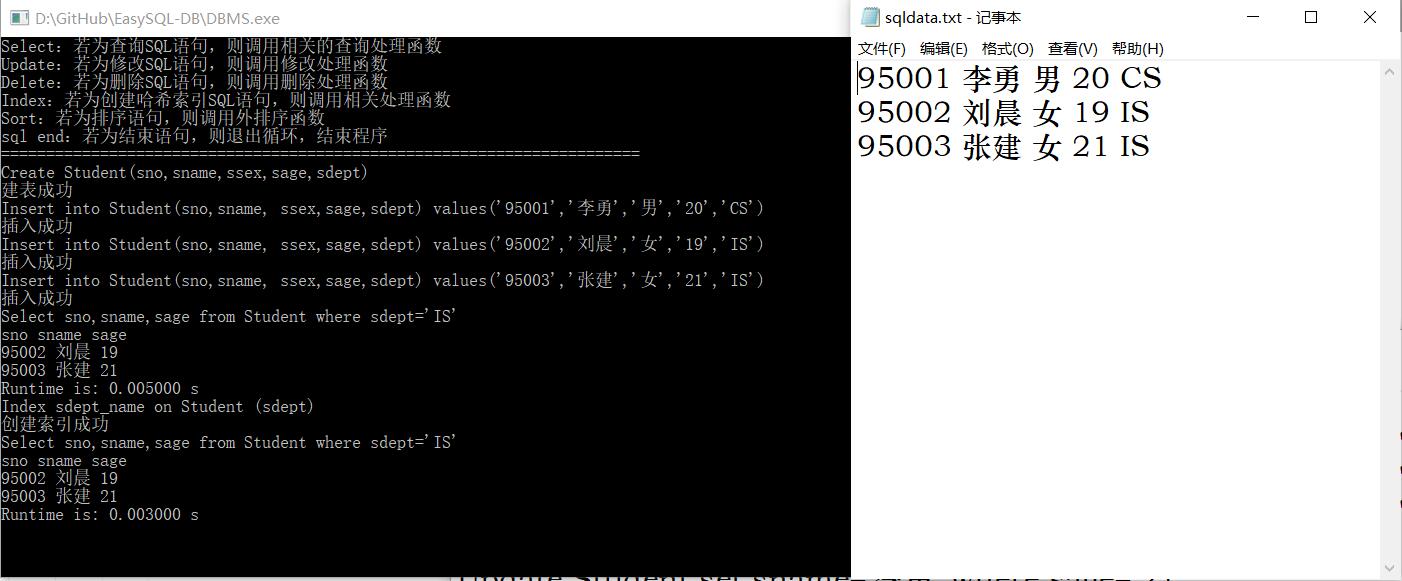 D:\GitHub\EasySQL-DB\DBMS.exe
Select: 若为查询SQL语句，则调用相关的查询处理函数
Update: 若为修改SQL语句，则调用修改处理函数
Delete: 若为删除SQL语句，则调用删除处理函数
Index: 若为创建哈希索引SQL语句，则调用相关处理函数
Sort: 若为排序语句，则调用外排序函数
sql end: 若为结束语句，则退出循环，结束程序
=======================================================================
Create Student(sno,sname,ssex,sage,sdept)
建表成功
Insert into Student(sno,sname, ssex,sage,sdept) values('95001','李勇','男','20','CS')
插入成功
Insert into Student(sno,sname, ssex,sage,sdept) values('95002','刘晨','女','19','IS')
插入成功
Insert into Student(sno,sname, ssex,sage,sdept) values('95003','张建','女','21','IS')
插入成功
Select sno,sname,sage from Student where sdept='IS'
sno sname sage
95002 刘晨 19
95003 张建 21
Runtime is: 0.005000 s
Index sdept_name on Student (sdept)
创建索引成功
Select sno,sname,sage from Student where sdept='IS'
sno sname sage
95002 刘晨 19
95003 张建 21
Runtime is: 0.003000 s
sqldata.txt - 记事本
文件(F) 编辑(E) 格式(O) 查看(V) 帮助(H)
95001 李勇 男 20 CS
95002 刘晨 女 19 IS
95003 张建 女 21 IS